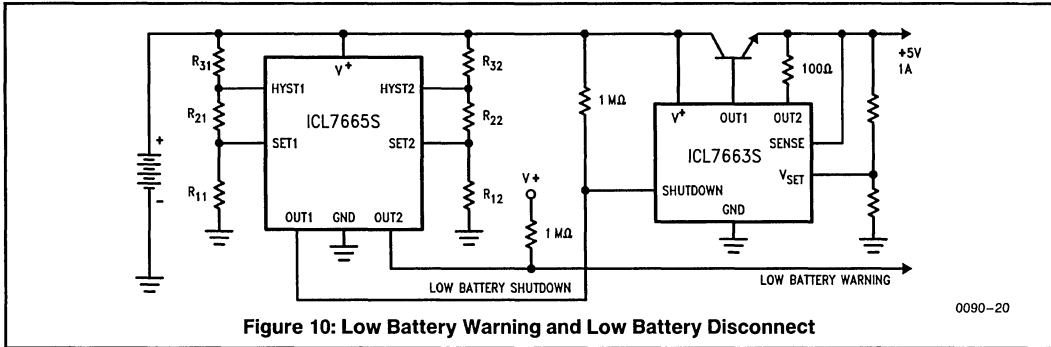 R31
HYST1
R21
SET1
R11
+
-
V+
ICL7665S
HYST2
SET2
OUT1
GND
OUT2
R32
R22
R12
V+
1 MΩ
1 MΩ
LOW BATTERY SHUTDOWN
V+
OUT1
OUT2
SENSE
ICL7663S
VSET
SHUTDOWN
GND
100Ω
+5V
1A
LOW BATTERY WARNING
0090-20
Figure 10: Low Battery Warning and Low Battery Disconnect